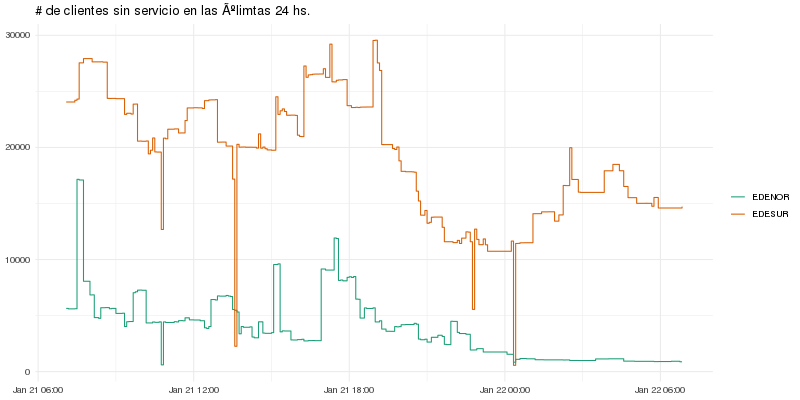 # de clientes sin servicio en las Ãºlimtas 24 hs.
30000
20000
10000
0
Jan 21 06:00
Jan 21 12:00
Jan 21 18:00
Jan 22 00:00
Jan 22 06:00
EDENOR
EDESUR